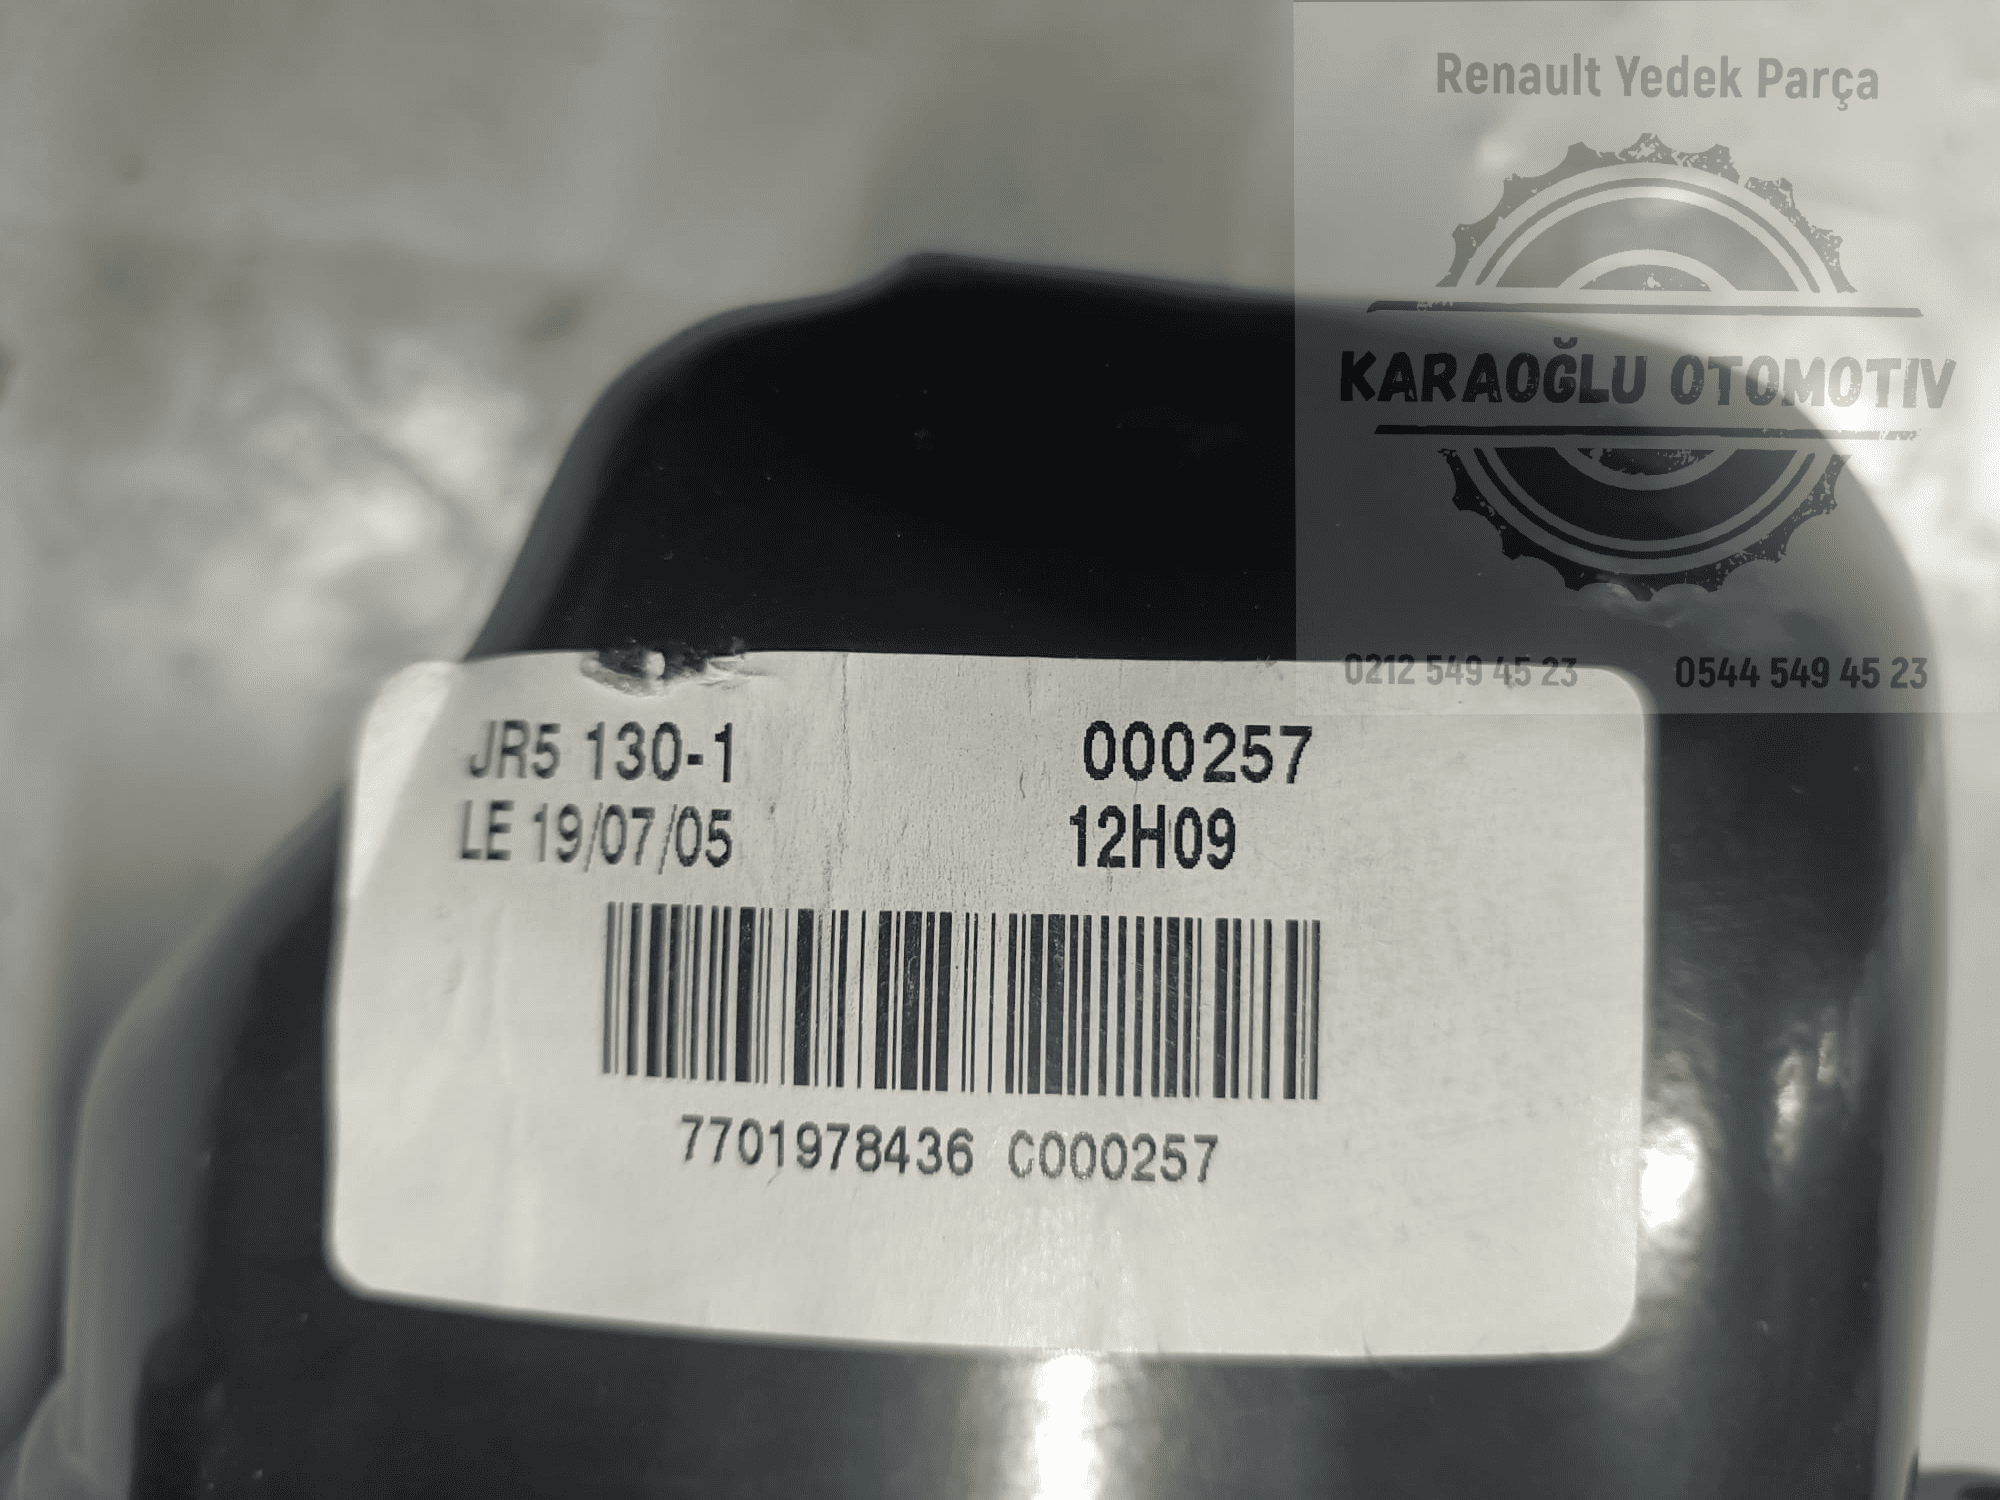 Renault Yedek Parça
KARAOĞLU OTOMOTIV
0212 549 45 23 0544 549 45 23
JR5 130-1 000257
LE 19/07/05 12H09
7701978436 C000257